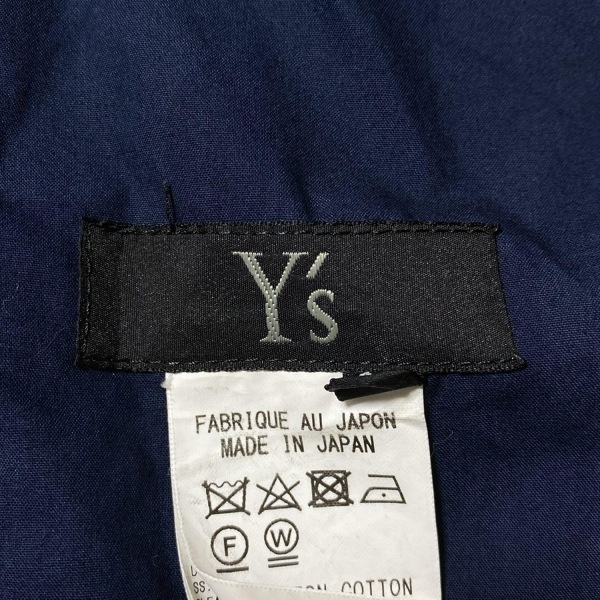 Y's
FABRIQUE AU JAPON
MADE IN JAPAN
F W
COTTON